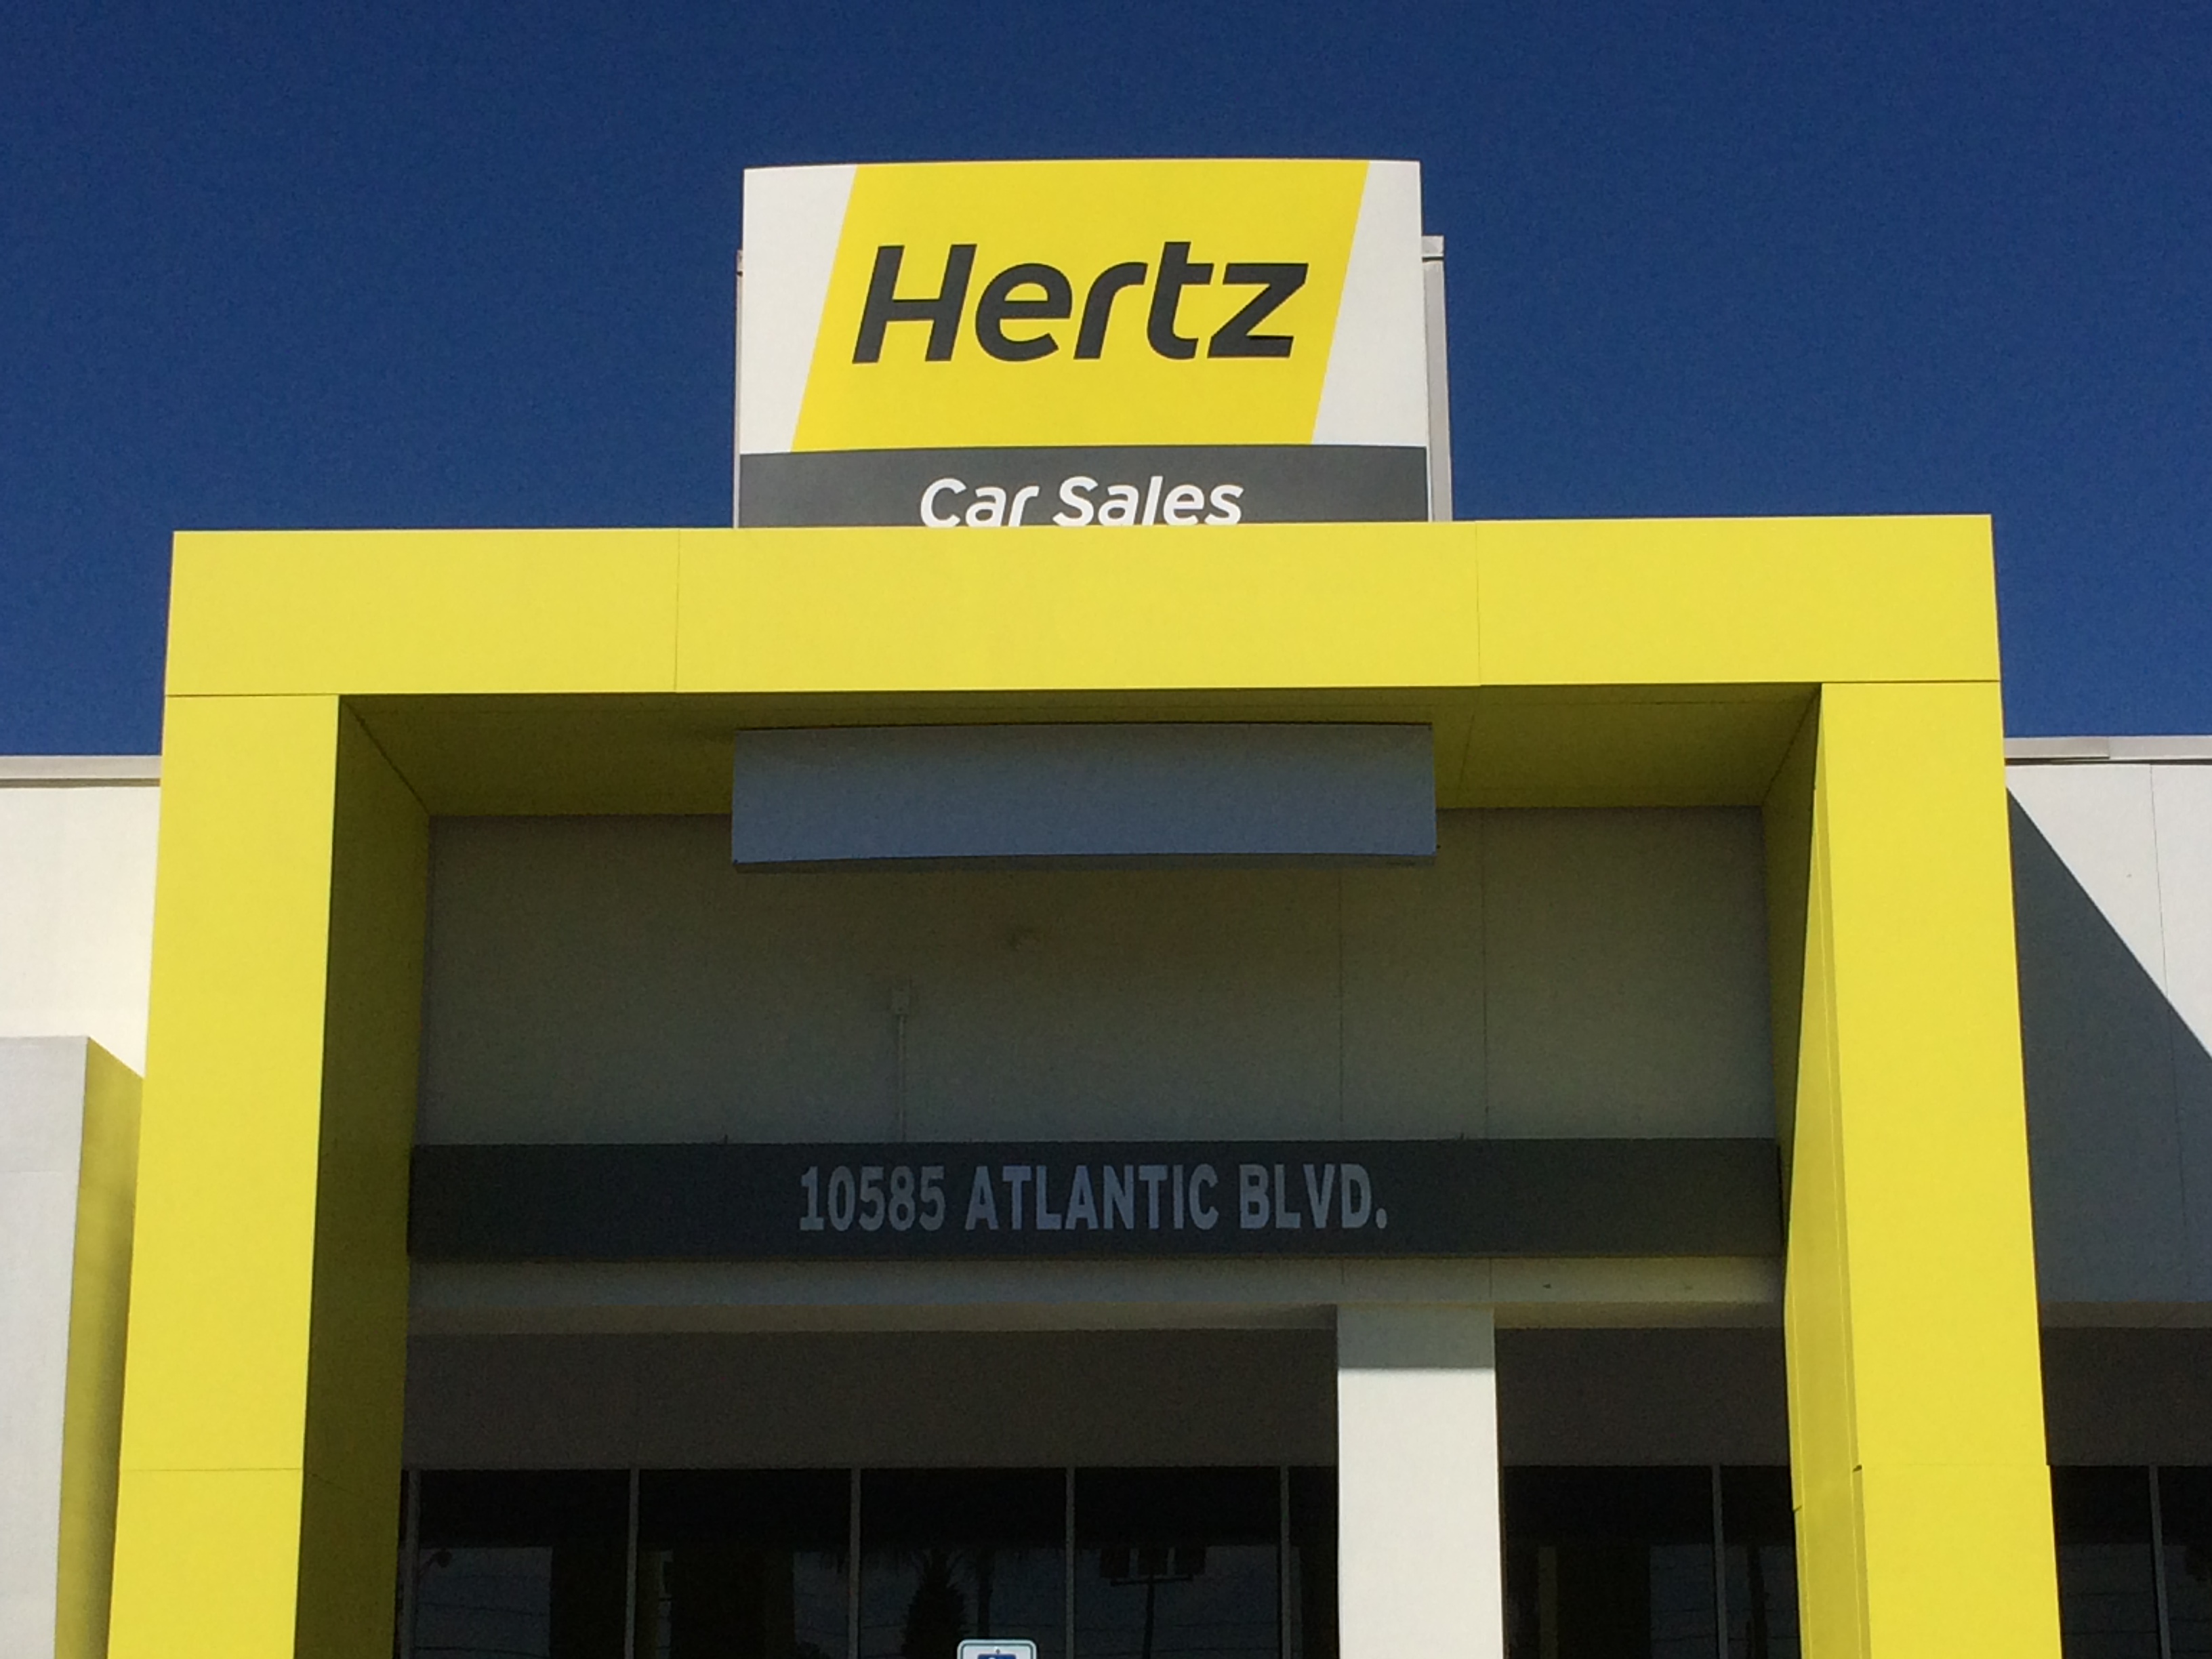 Hertz
Car Sales
10585 ATLANTIC BLVD.